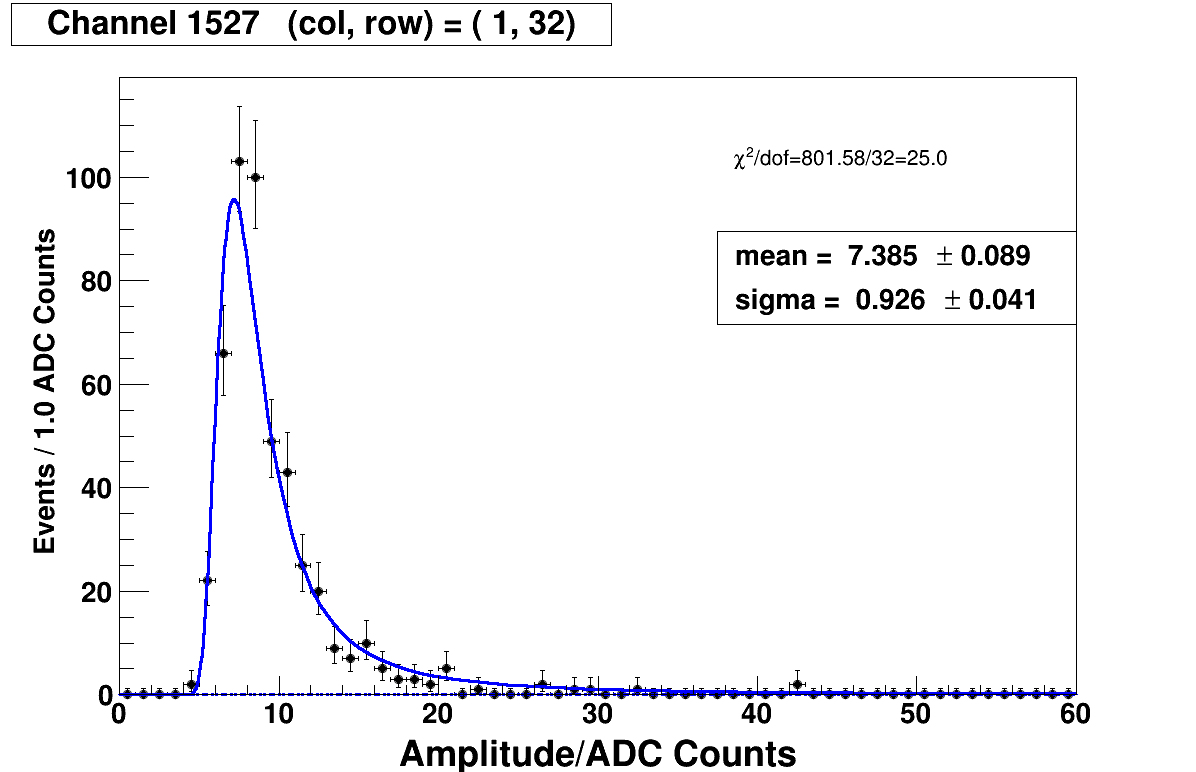 Channel 1527 (col, row) = ( 1, 32)
χ²/dof=801.58/32=25.0
mean = 7.385 ± 0.089
sigma = 0.926 ± 0.041
Events / 1.0 ADC Counts
100
80
60
40
20
0
0 10 20 30 40 50 60
Amplitude/ADC Counts